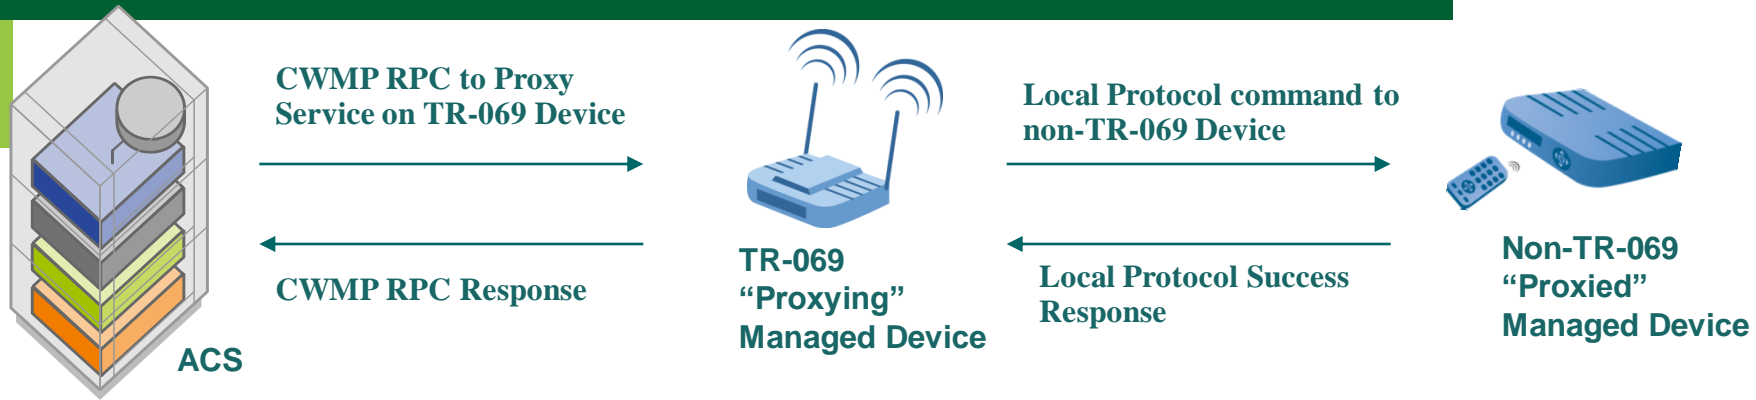 CWMP RPC to Proxy
Service on TR-069 Device
Local Protocol command to
non-TR-069 Device
CWMP RPC Response
TR-069
“Proxying”
Managed Device
Local Protocol Success
Response
Non-TR-069
“Proxied”
Managed Device
ACS